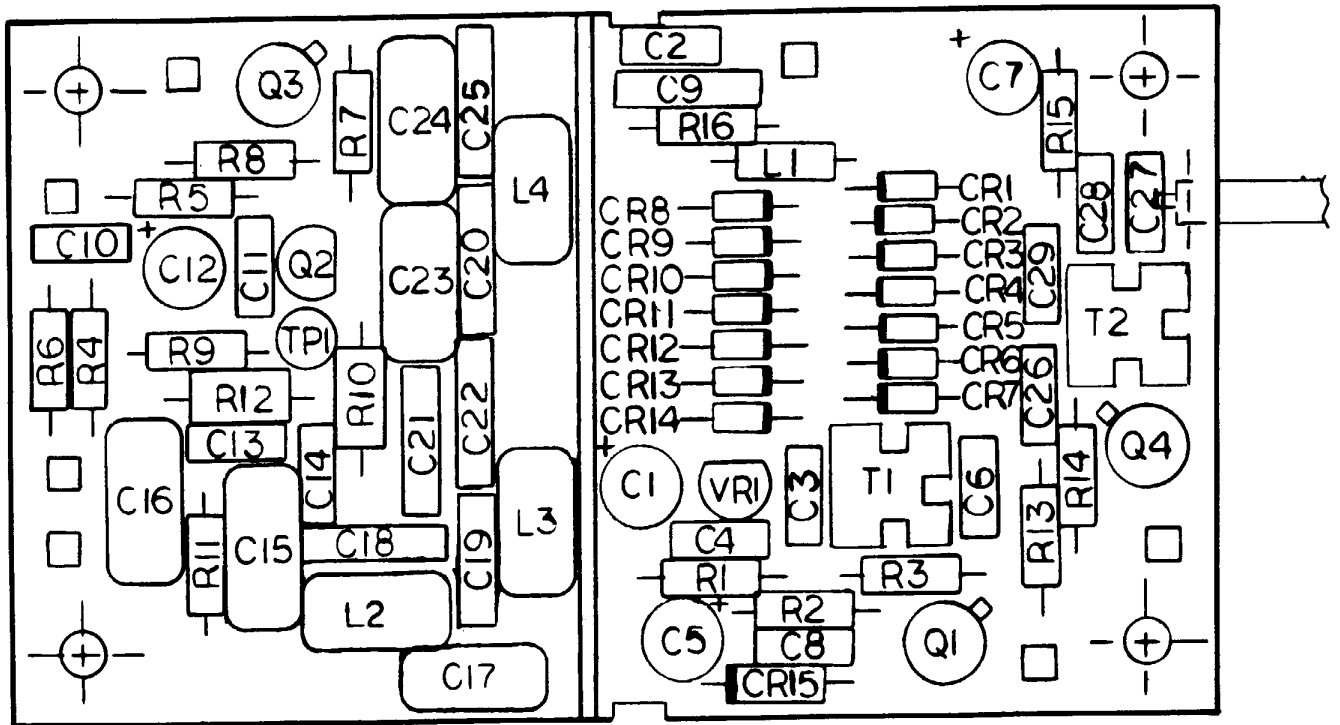 Q3
R7
C24
C25
L4
R8
R5
C10
+
C12
C11
Q2
C23
C20
TP1
R6
R4
R9
R12
R10
C21
C22
C13
C14
C16
C15
R11
C18
C19
L3
L2
C17
C2
C9
R16
L1
+
C7
R15
C28
C27
CR8
CR9
CR10
CR11
CR12
CR13
CR14
CR1
CR2
CR3
CR4
CR5
CR6
CR7
C29
T2
C26
+
C1
VR1
C3
T1
C6
R13
R14
Q4
C4
R1
R3
+
C5
R2
C8
CR15
Q1